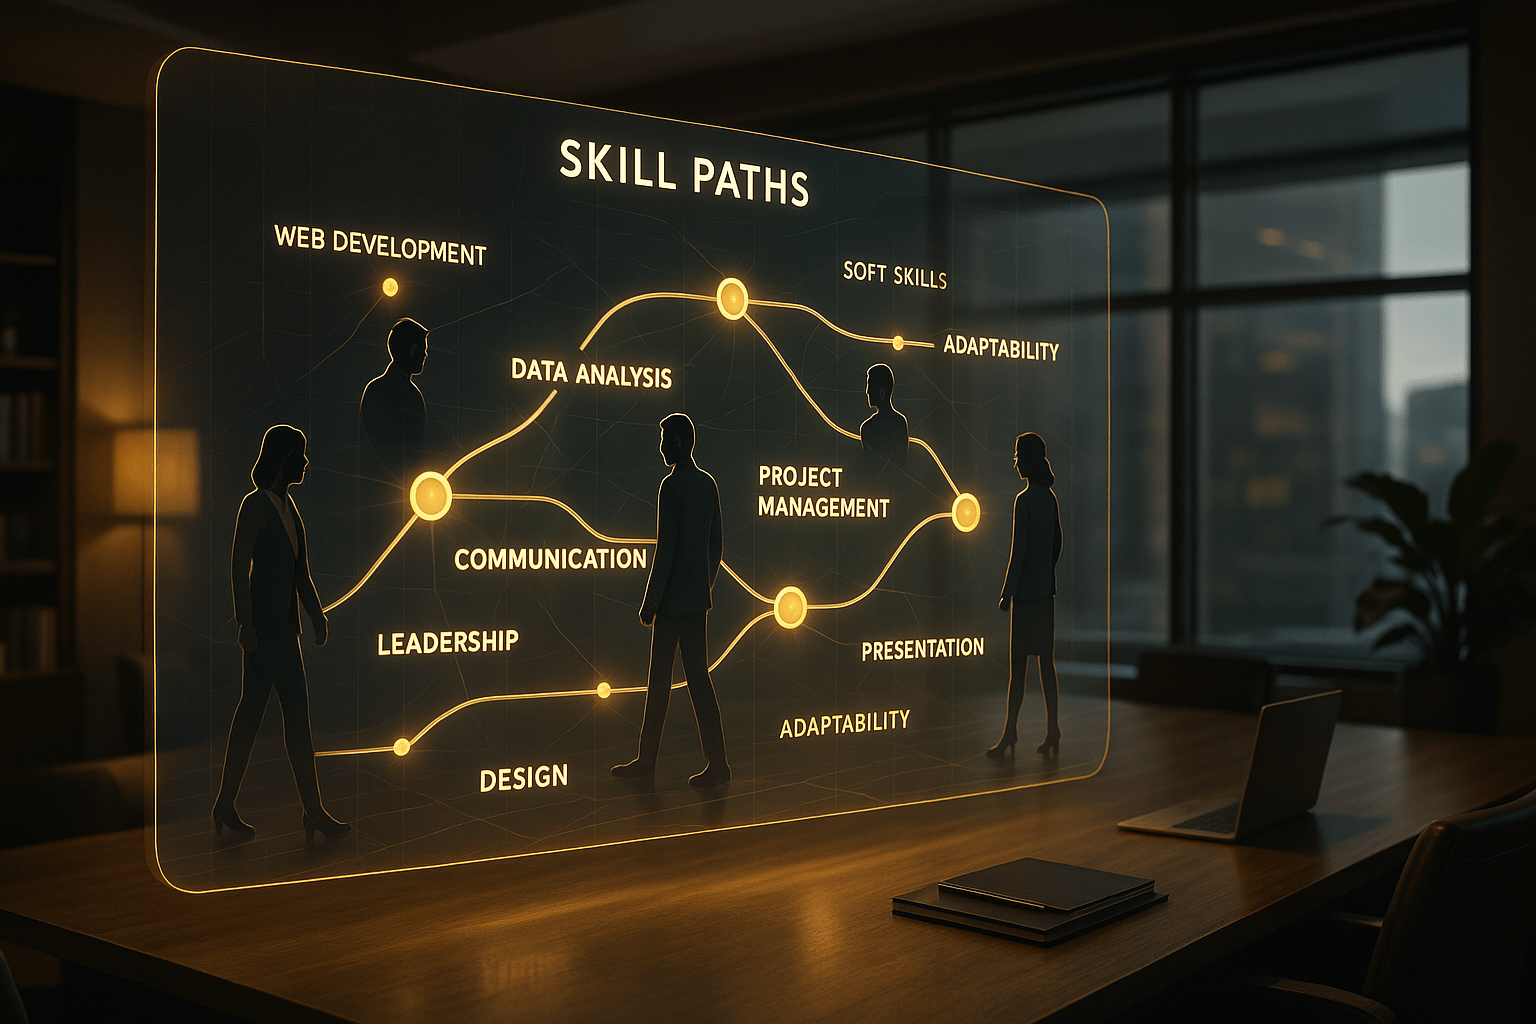 SKILL PATHS
WEB DEVELOPMENT
SOFT SKILLS
ADAPTABILITY
DATA ANALYSIS
PROJECT
MANAGEMENT
COMMUNICATION
LEADERSHIP
PRESENTATION
ADAPTABILITY
DESIGN